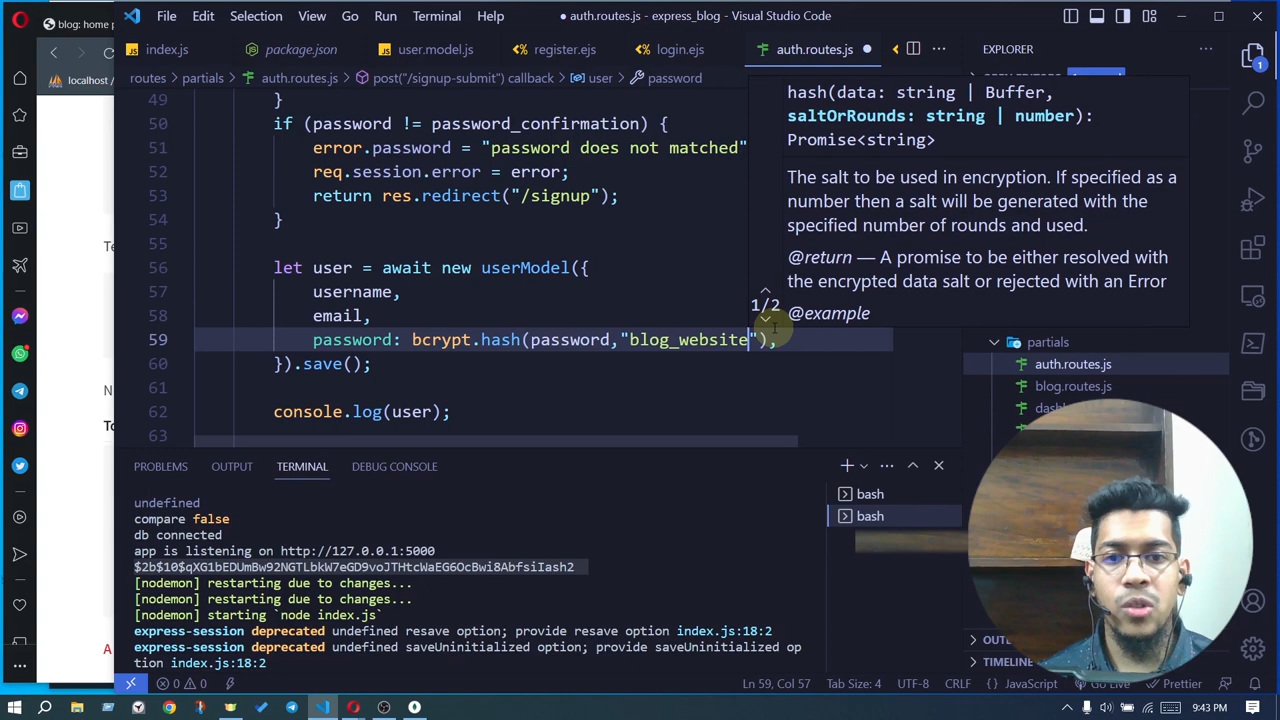 blog: home p
File Edit Selection View Go Run Terminal Help
● auth.routes.js - express_blog - Visual Studio Code
localhost /
index.js package.json user.model.js register.ejs login.ejs auth.routes.js
EXPLORER
routes > partials > auth.routes.js > post("/signup-submit") callback > user > password
49 }
50 if (password != password_confirmation) {
51 error.password = "password does not matched"
52 req.session.error = error;
53 return res.redirect("/signup");
54 }
55
56 let user = await new userModel({
57 username,
58 email,
59 password: bcrypt.hash(password,"blog_website"),
60 }).save();
61
62 console.log(user);
63
hash(data: string | Buffer,
saltOrRounds: string | number):
Promise<string>
The salt to be used in encryption. If specified as a
number then a salt will be generated with the
specified number of rounds and used.
@return — A promise to be either resolved with
the encrypted data salt or rejected with an Error
1/2
@example
partials
auth.routes.js
blog.routes.js
das
PROBLEMS OUTPUT TERMINAL DEBUG CONSOLE
undefined
compare false
db connected
app is listening on http://127.0.0.1:5000
$2b$10$qXG1bEDUmBw92NGTLbkW7eGD9voJTHtcWaEG6OcBwi8AbfsiIash2
[nodemon] restarting due to changes...
[nodemon] restarting due to changes...
[nodemon] starting `node index.js`
express-session deprecated undefined resave option; provide resave option index.js:18:2
express-session deprecated undefined saveUninitialized option; provide saveUninitialized op
tion index.js:18:2
bash
bash
OUTL
TIMELINE
0 0
Ln 59, Col 57 Tab Size: 4 UTF-8 CRLF {} JavaScript Go Live Prettier
ENG 9:43 PM